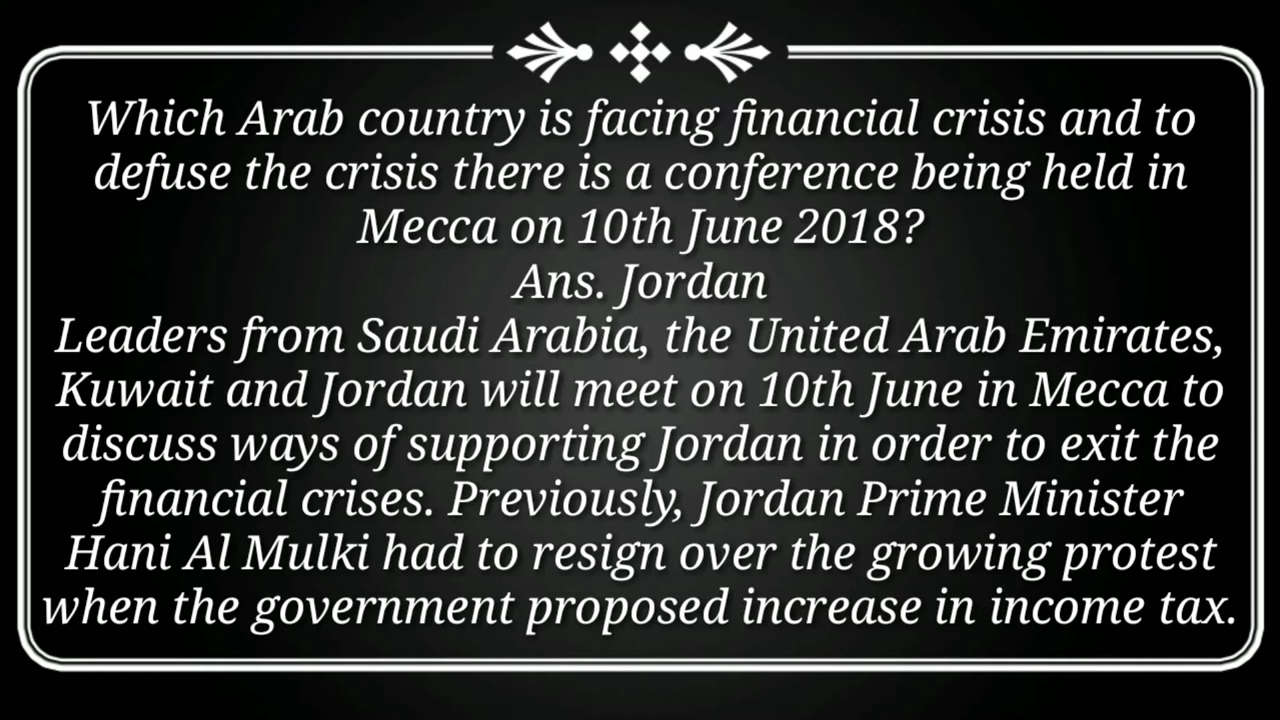 Which Arab country is facing financial crisis and to
defuse the crisis there is a conference being held in
Mecca on 10th June 2018?
Ans. Jordan
Leaders from Saudi Arabia, the United Arab Emirates,
Kuwait and Jordan will meet on 10th June in Mecca to
discuss ways of supporting Jordan in order to exit the
financial crises. Previously, Jordan Prime Minister
Hani Al Mulki had to resign over the growing protest
when the government proposed increase in income tax.